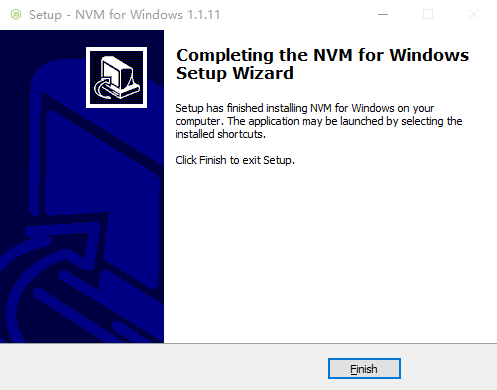 Setup - NVM for Windows 1.1.11
Completing the NVM for Windows
Setup Wizard
Setup has finished installing NVM for Windows on your
computer. The application may be launched by selecting the
installed shortcuts.
Click Finish to exit Setup.
Finish